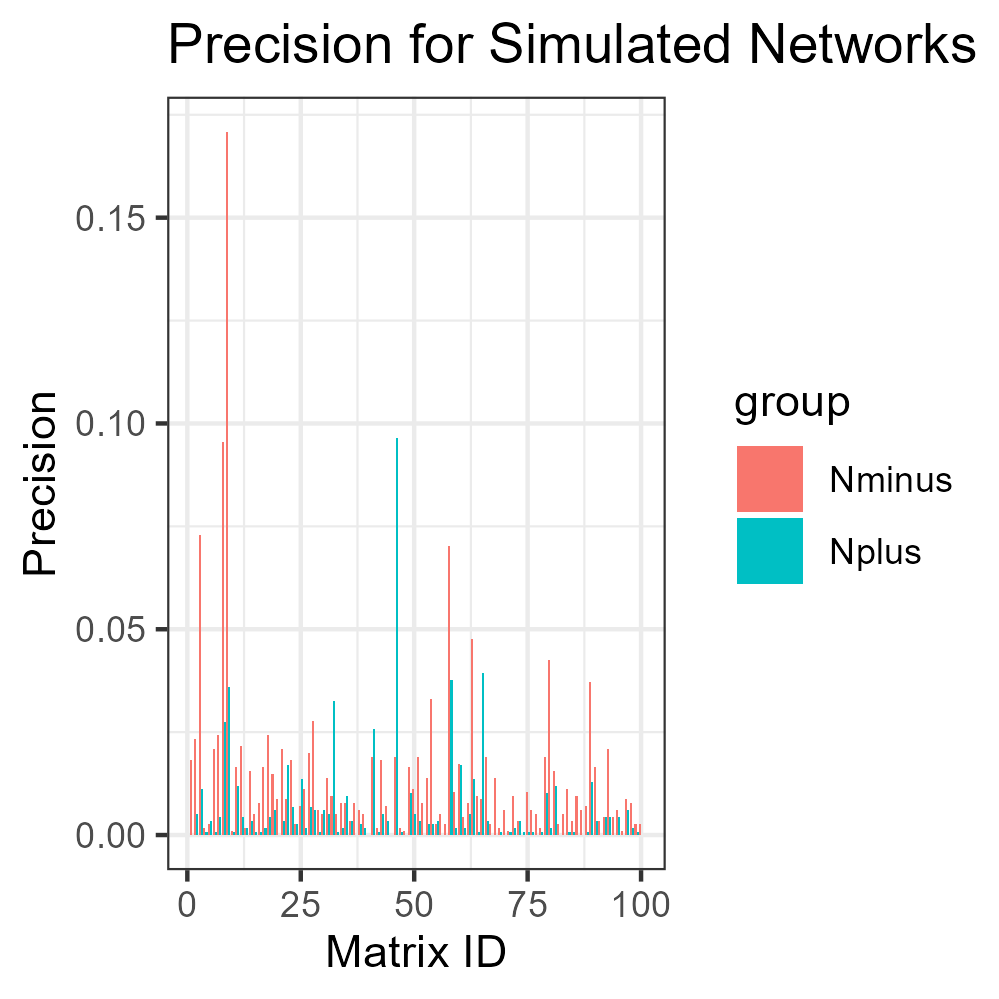 Precision for Simulated Networks
0.15
0.10
0.05
0.00
Precision
0 25 50 75 100
Matrix ID
group
Nminus
Nplus